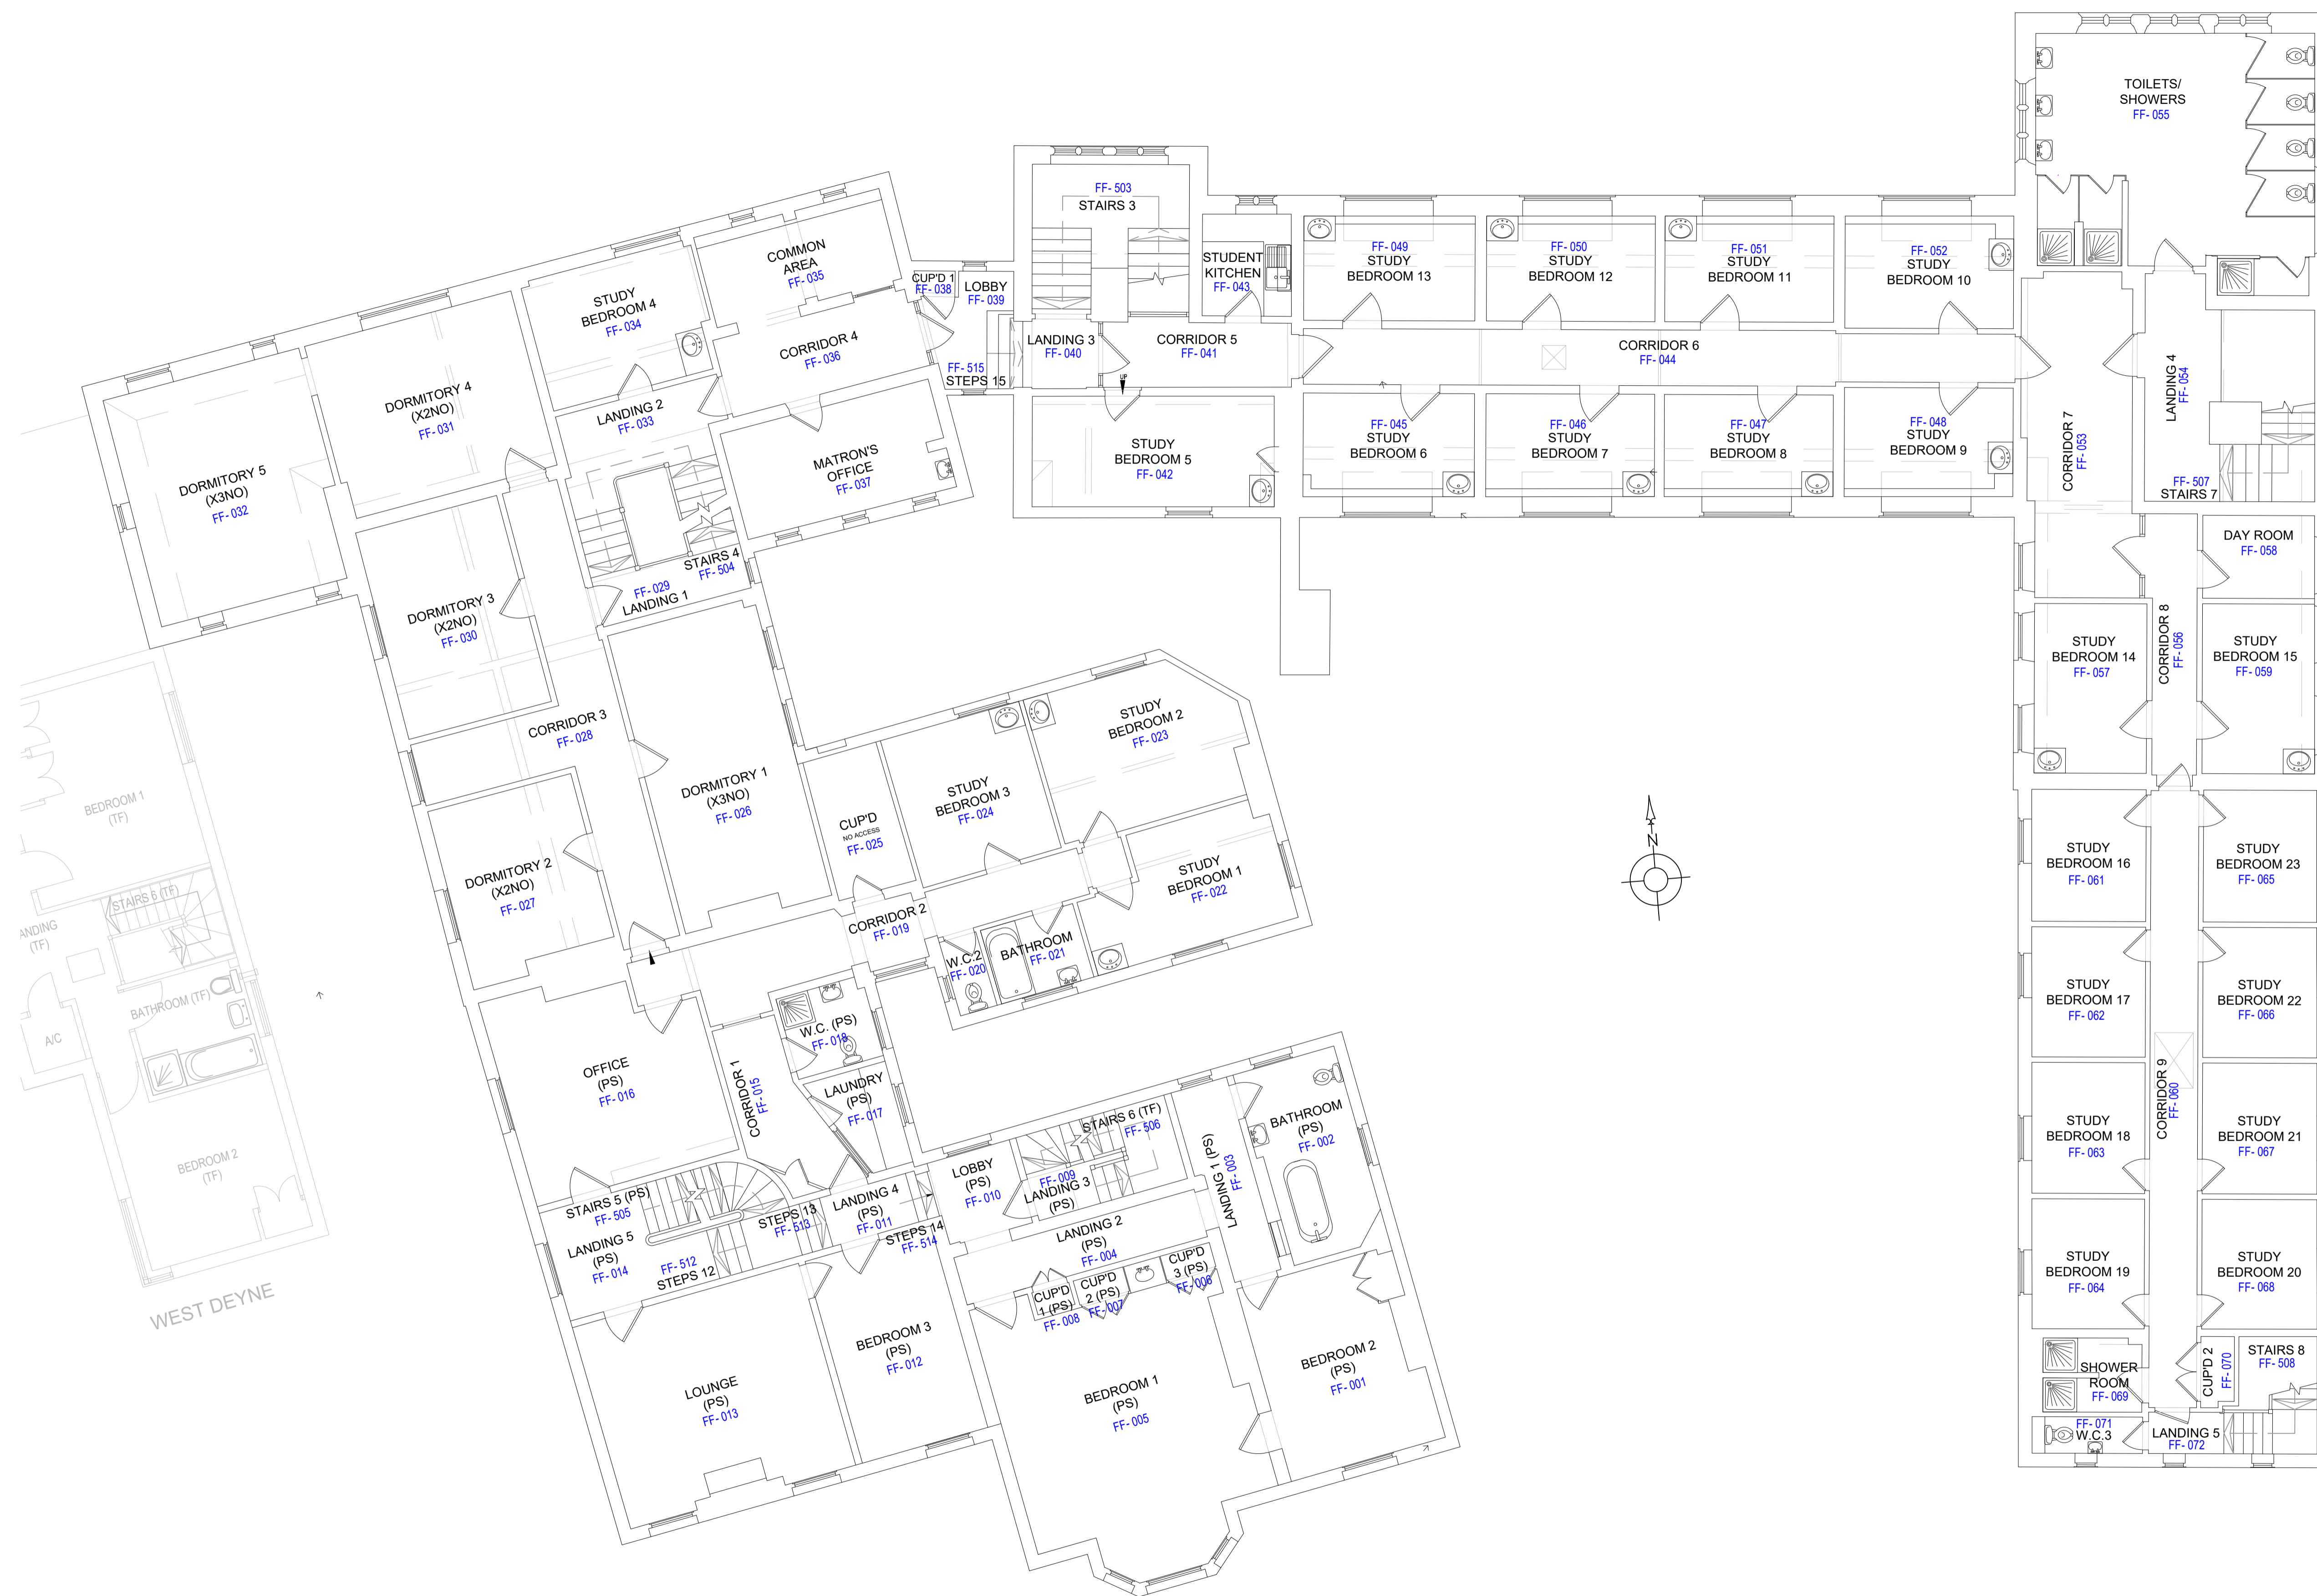 TOILETS/
SHOWERS
FF- 055
FF- 503
STAIRS 3
COMMON
AREA
FF- 035
CUP'D 1
FF- 038
LOBBY
FF- 039
STUDENT
KITCHEN
FF- 043
FF- 049
STUDY
BEDROOM 13
FF- 050
STUDY
BEDROOM 12
FF- 051
STUDY
BEDROOM 11
FF- 052
STUDY
BEDROOM 10
STUDY
BEDROOM 4
FF- 034
CORRIDOR 4
FF- 036
LANDING 3
FF- 040
CORRIDOR 5
FF- 041
CORRIDOR 6
FF- 044
FF- 515
STEPS 15
UP
LANDING 4
FF- 054
DORMITORY 4
(X2NO)
FF- 031
LANDING 2
FF- 033
MATRON'S
OFFICE
FF- 037
STUDY
BEDROOM 5
FF- 042
FF- 045
STUDY
BEDROOM 6
FF- 046
STUDY
BEDROOM 7
FF- 047
STUDY
BEDROOM 8
FF- 048
STUDY
BEDROOM 9
CORRIDOR 7
FF- 053
FF- 507
STAIRS 7
DORMITORY 5
(X3NO)
FF- 032
STAIRS 4
FF- 504
FF- 029
LANDING 1
DAY ROOM
FF- 058
DORMITORY 3
(X2NO)
FF- 030
CORRIDOR 8
FF- 056
STUDY
BEDROOM 14
FF- 057
STUDY
BEDROOM 15
FF- 059
CORRIDOR 3
FF- 028
STUDY
BEDROOM 2
FF- 023
DORMITORY 1
(X3NO)
FF- 026
STUDY
BEDROOM 3
FF- 024
CUP'D
NO ACCESS
FF- 025
BEDROOM 1
(TF)
N
STUDY
BEDROOM 16
FF- 061
STUDY
BEDROOM 23
FF- 065
DORMITORY 2
(X2NO)
FF- 027
STUDY
BEDROOM 1
FF- 022
STAIRS 6 (TF)
CORRIDOR 2
FF- 019
ANDING
(TF)
W.C.2
FF- 020
BATHROOM
FF- 021
BATHROOM (TF)
STUDY
BEDROOM 17
FF- 062
STUDY
BEDROOM 22
FF- 066
A/C
W.C. (PS)
FF- 018
OFFICE
(PS)
FF- 016
CORRIDOR 1
FF- 015
LAUNDRY
(PS)
FF- 017
CORRIDOR 9
FF- 060
STAIRS 6 (TF)
FF- 506
BATHROOM
(PS)
FF- 002
STUDY
BEDROOM 18
FF- 063
STUDY
BEDROOM 21
FF- 067
BEDROOM 2
(TF)
LOBBY
(PS)
FF- 010
FF- 009
LANDING 3
(PS)
LANDING 1 (PS)
FF- 003
STAIRS 5 (PS)
FF- 505
STEPS 13
FF- 513
LANDING 4
(PS)
FF- 011
STEPS 14
FF- 514
LANDING 5
(PS)
FF- 014
FF- 512
STEPS 12
LANDING 2
(PS)
FF- 004
CUP'D
1 (PS)
FF- 008
CUP'D
2 (PS)
FF- 007
CUP'D
3 (PS)
FF- 006
STUDY
BEDROOM 19
FF- 064
STUDY
BEDROOM 20
FF- 068
WEST DEYNE
BEDROOM 3
(PS)
FF- 012
BEDROOM 2
(PS)
FF- 001
LOUNGE
(PS)
FF- 013
BEDROOM 1
(PS)
FF- 005
SHOWER
ROOM
FF- 069
CUP'D 2
FF- 070
STAIRS 8
FF- 508
FF- 071
W.C.3
LANDING 5
FF- 072